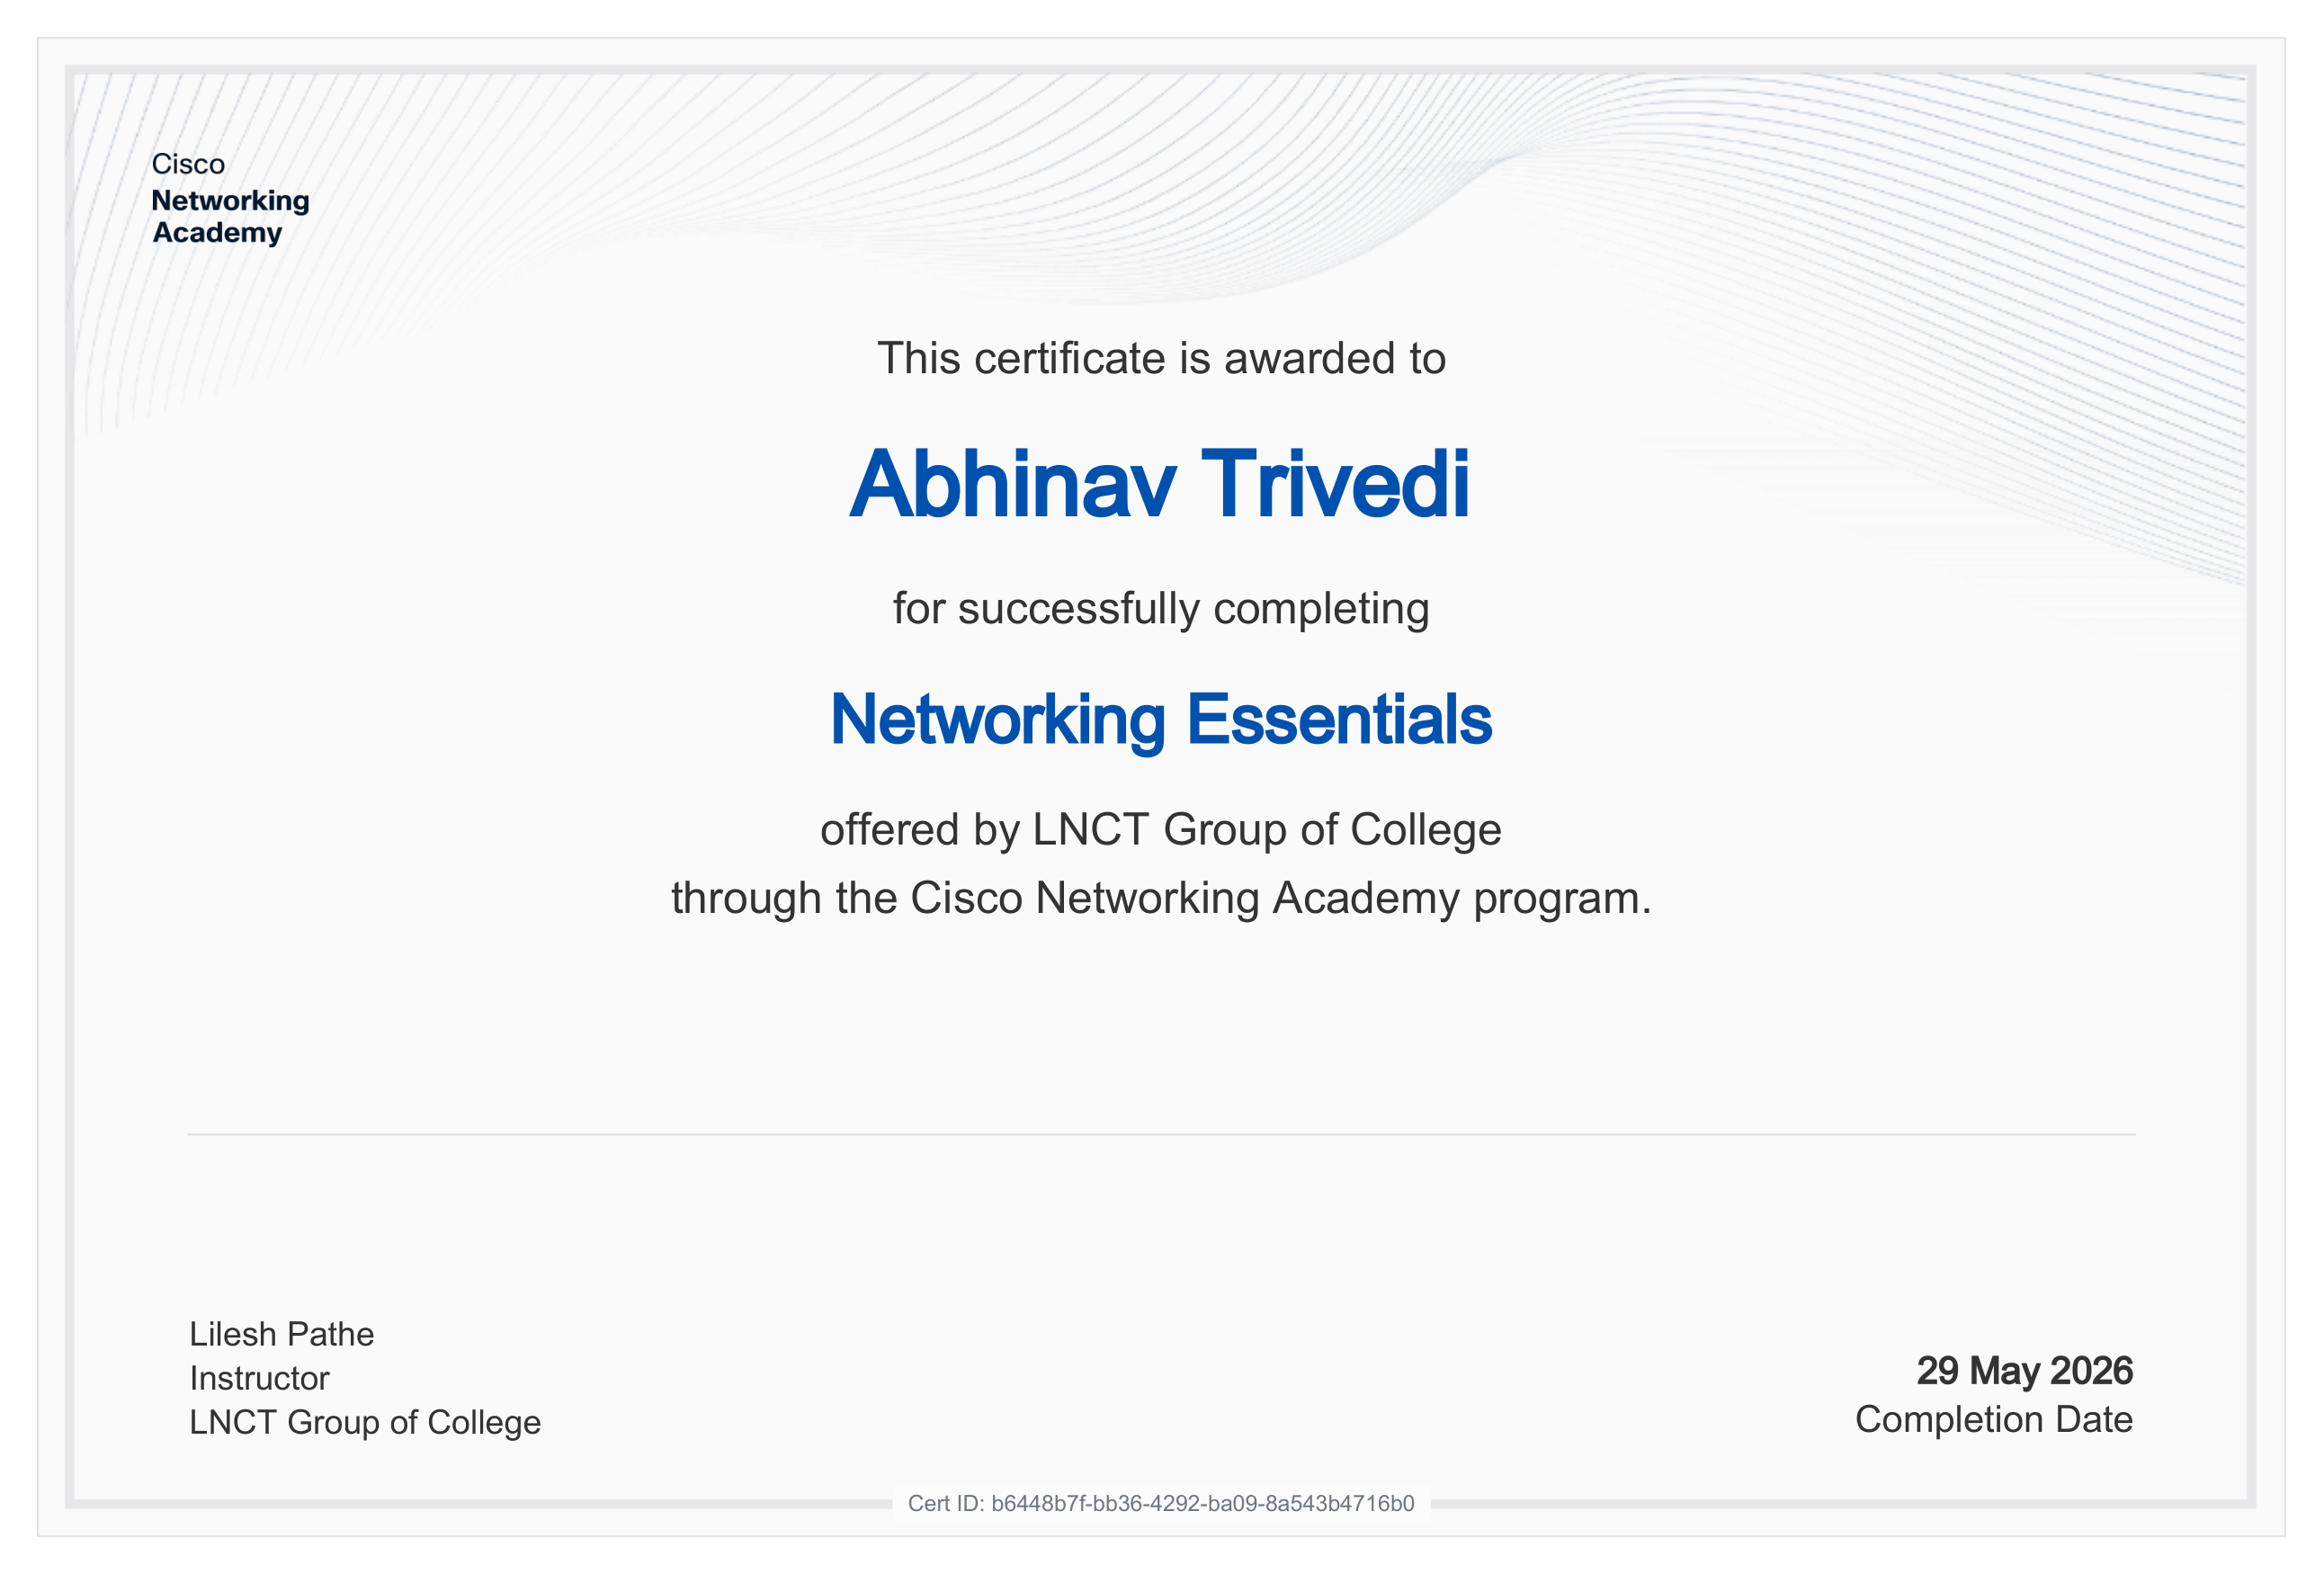 Cisco
Networking
Academy
This certificate is awarded to
Abhinav Trivedi
for successfully completing
Networking Essentials
offered by LNCT Group of College
through the Cisco Networking Academy program.
Lilesh Pathe
Instructor
LNCT Group of College
29 May 2026
Completion Date
Cert ID: b6448b7f-bb36-4292-ba09-8a543b4716b0